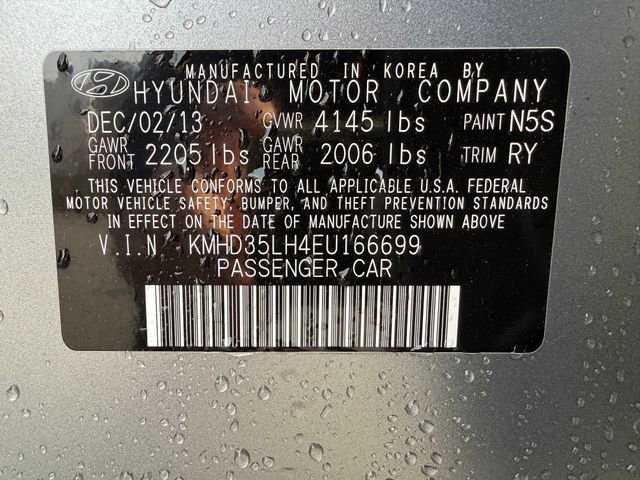 MANUFACTURED IN KOREA BY
HYUNDAI MOTOR COMPANY
DEC/02/13 GVWR 4145 lbs PAINT N5S
GAWR FRONT 2205 lbs GAWR REAR 2006 lbs TRIM RY
THIS VEHICLE CONFORMS TO ALL APPLICABLE U.S.A. FEDERAL
MOTOR VEHICLE SAFETY, BUMPER, AND THEFT PREVENTION STANDARDS
IN EFFECT ON THE DATE OF MANUFACTURE SHOWN ABOVE
V.I.N KMHD35LH4EU166699
PASSENGER CAR